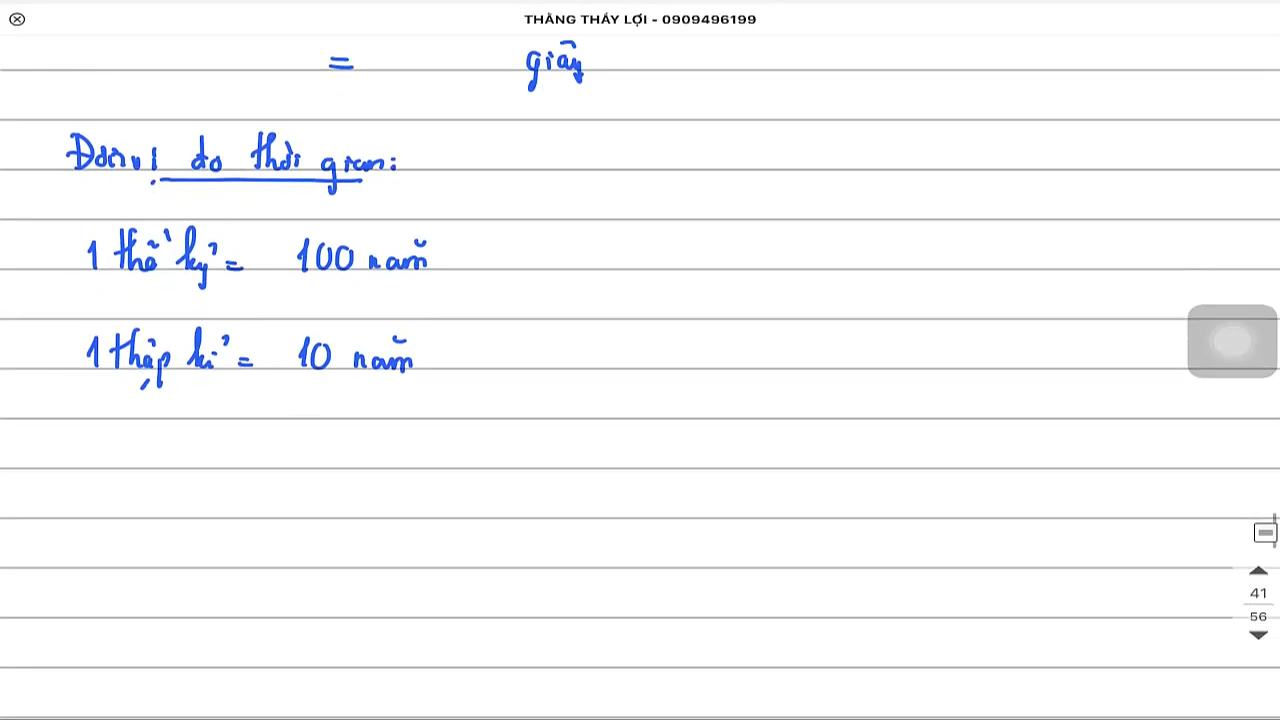 THẮNG THẦY LỢI - 0909496199
= giây
Đơn vị đo thời gian:
1 thế kỷ = 100 năm
1 thập kỉ = 10 năm
41
56